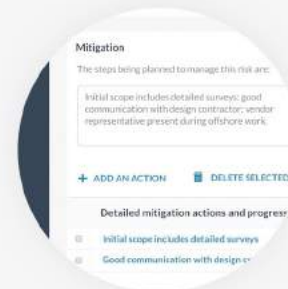 Mitigation
The steps being planned to manage this risk are:
Initial scope includes detailed surveys; good
communication with design contractor; vendor
representative present during offshore work.
+ ADD AN ACTION DELETE SELECTED
Detailed mitigation actions and progress
Initial scope includes detailed surveys
Good communication with design